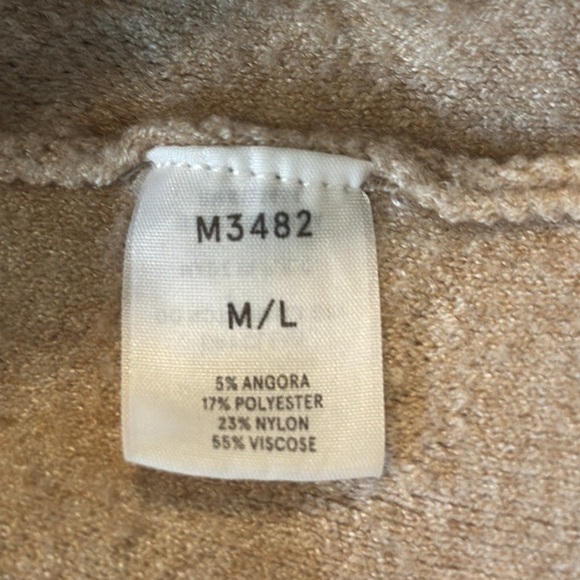 M3482
M/L
5% ANGORA
17% POLYESTER
23% NYLON
55% VISCOSE